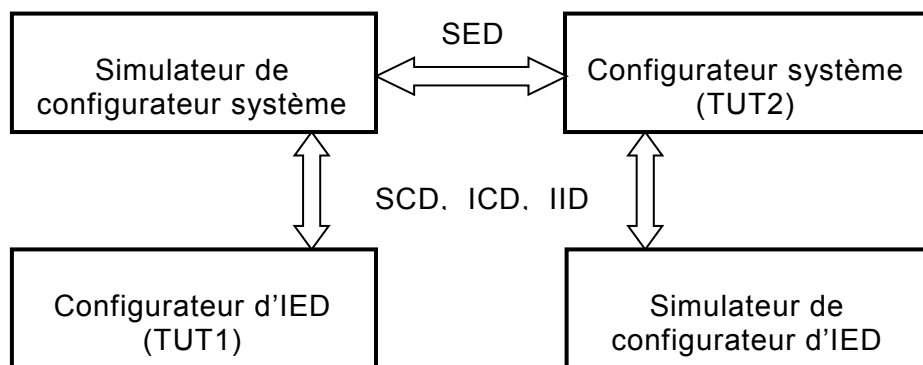 SED
Simulateur de
configurateur système
Configurateur système
(TUT2)
SCD, ICD, IID
Configurateur d’IED
(TUT1)
Simulateur de
configurateur d’IED